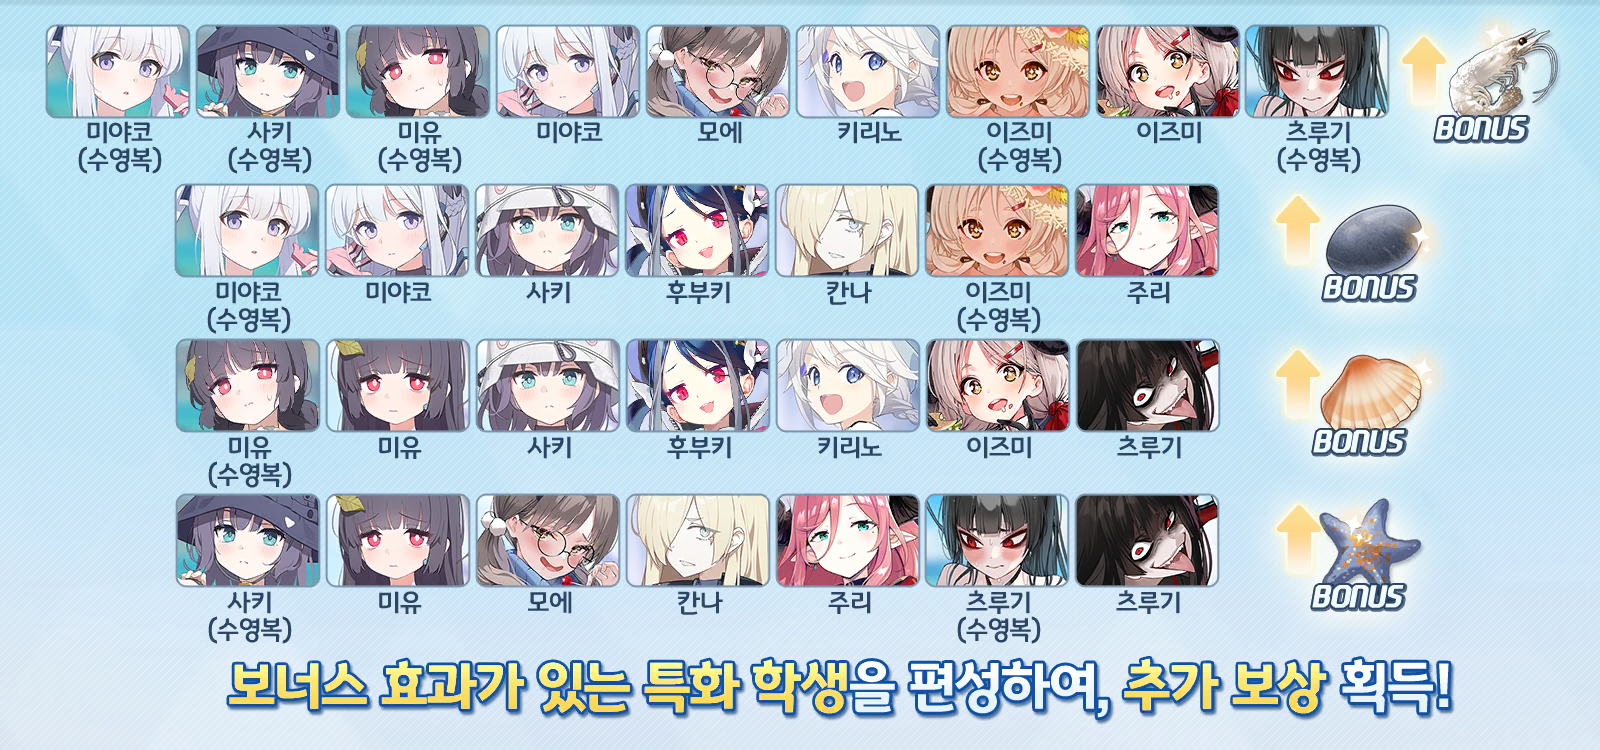 미야코 사키 미유 미야코 모에 키리노 이즈미 이즈미 츠루기
(수영복) (수영복) (수영복) (수영복) (수영복)
BONUS
미야코 미야코 사키 후부키 칸나 이즈미 주리
(수영복) (수영복)
BONUS
미유 미유 사키 후부키 키리노 이즈미 츠루기
(수영복)
BONUS
사키 미유 모에 칸나 주리 츠루기 츠루기
(수영복) (수영복)
BONUS
보너스 효과가 있는 특화 학생을 편성하여, 추가 보상 획득!